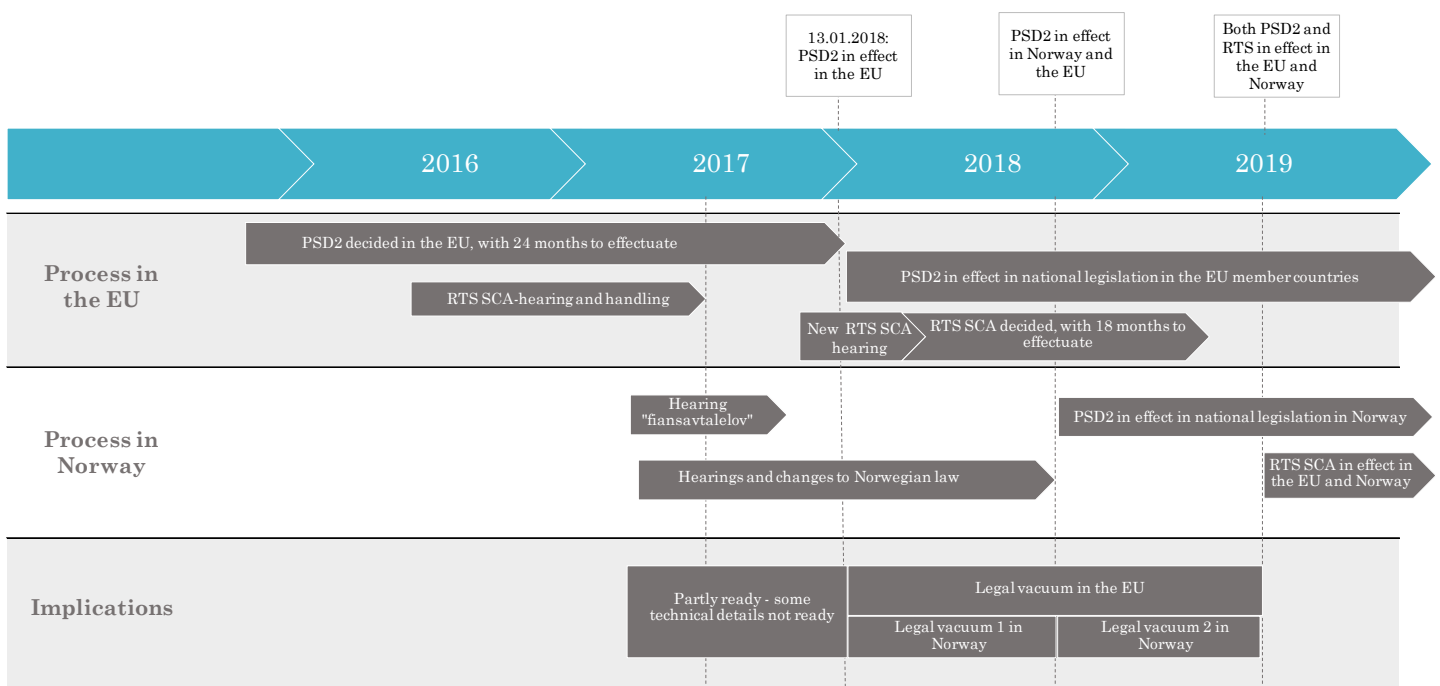 13.01.2018:
PSD2 in effect
in the EU
PSD2 in effect
in Norway and
the EU
Both PSD2 and
RTS in effect in
the EU and
Norway
2016
2017
2018
2019
Process in
the EU
PSD2 decided in the EU, with 24 months to effectuate
PSD2 in effect in national legislation in the EU member countries
RTS SCA-hearing and handling
New RTS SCA
hearing
RTS SCA decided, with 18 months to
effectuate
Process in
Norway
Hearing
"fiansavtalelov"
PSD2 in effect in national legislation in Norway
Hearings and changes to Norwegian law
RTS SCA in effect in
the EU and Norway
Implications
Partly ready - some
technical details not ready
Legal vacuum in the EU
Legal vacuum 1 in
Norway
Legal vacuum 2 in
Norway